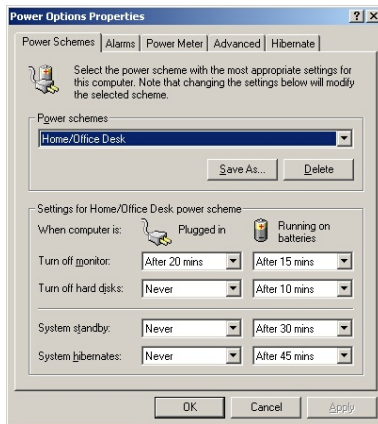 Power Options Properties
Power Schemes Alarms Power Meter Advanced Hibernate
Select the power scheme with the most appropriate settings for
this computer. Note that changing the settings below will modify
the selected scheme.
Power schemes
Home/Office Desk
Save As... Delete
Settings for Home/Office Desk power scheme
When computer is: Plugged in Running on
batteries
Turn off monitor: After 20 mins After 15 mins
Turn off hard disks: Never After 10 mins
System standby: Never After 30 mins
System hibernates: Never After 45 mins
OK Cancel Apply